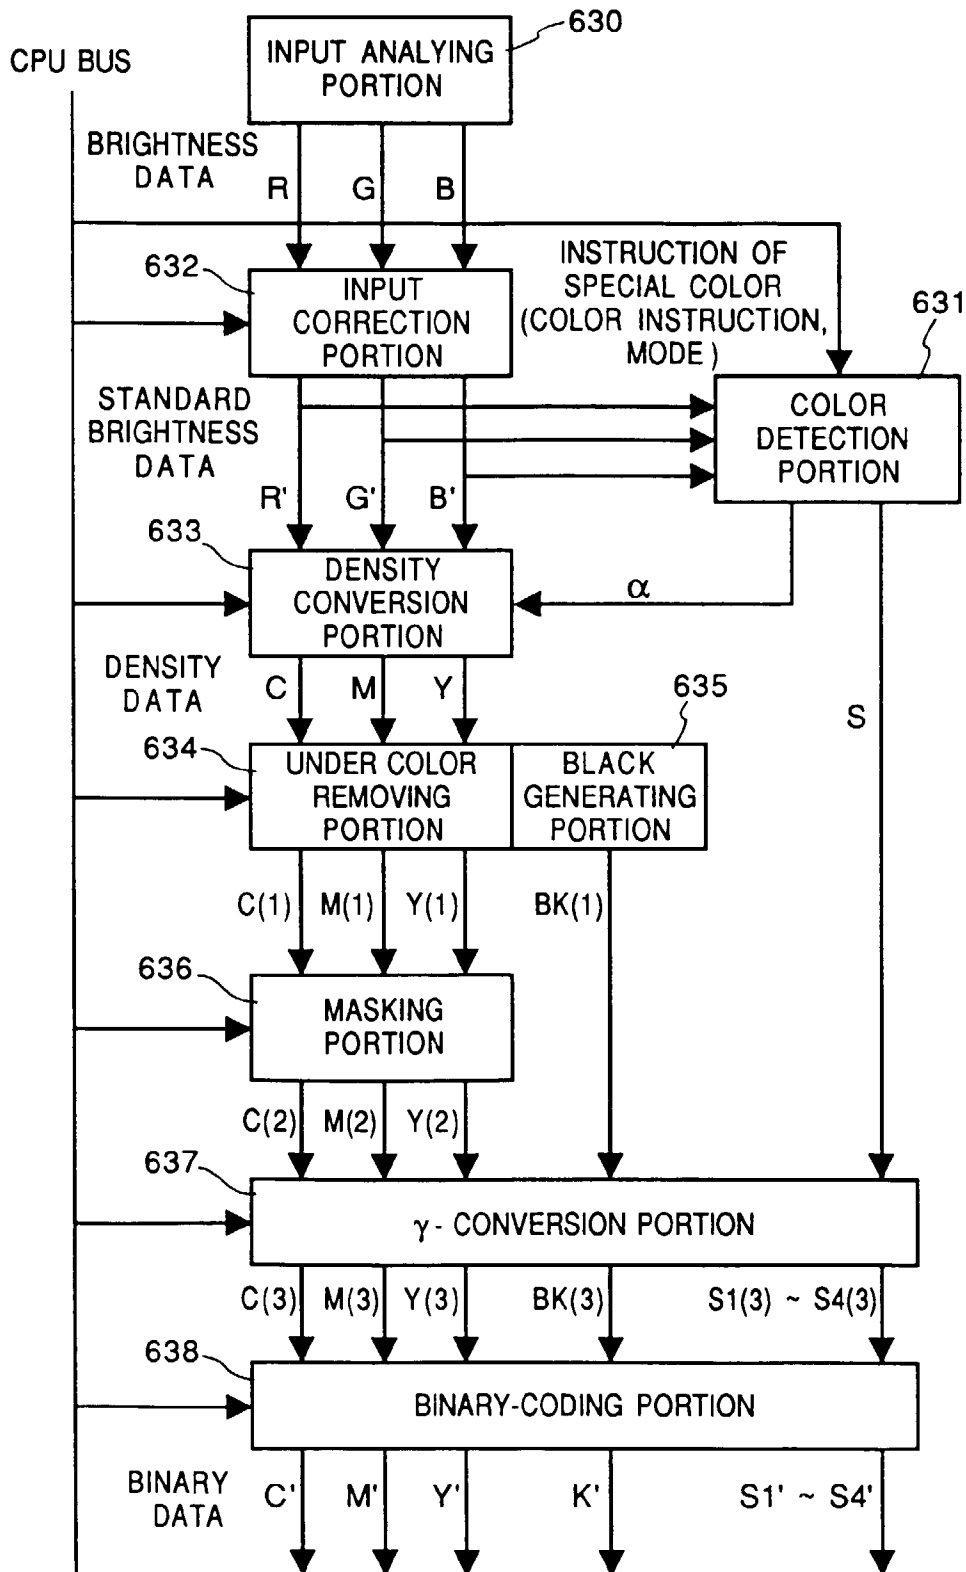 630
INPUT ANALYING
PORTION
CPU BUS
BRIGHTNESS
DATA
R
G
B
632
INPUT
CORRECTION
PORTION
INSTRUCTION OF
SPECIAL COLOR
(COLOR INSTRUCTION,
MODE)
631
COLOR
DETECTION
PORTION
STANDARD
BRIGHTNESS
DATA
R'
G'
B'
633
DENSITY
CONVERSION
PORTION
α
DENSITY
DATA
C
M
Y
635
S
634
UNDER COLOR
REMOVING
PORTION
BLACK
GENERATING
PORTION
C(1)
M(1)
Y(1)
BK(1)
636
MASKING
PORTION
C(2)
M(2)
Y(2)
637
γ- CONVERSION PORTION
C(3)
M(3)
Y(3)
BK(3)
S1(3) ~ S4(3)
638
BINARY-CODING PORTION
BINARY
DATA
C'
M'
Y'
K'
S1' ~ S4'